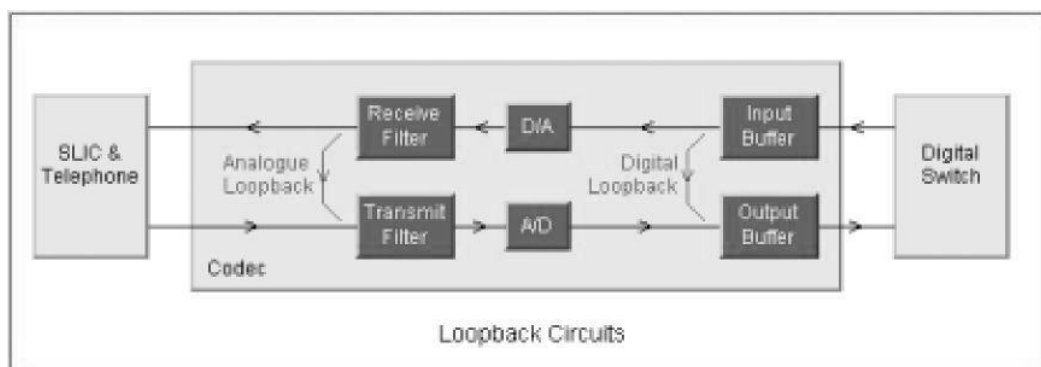 Receive
Filter
D/A
Input
Buffer
SLIC &
Telephone
Analogue
Loopback
Digital
Loopback
Digital
Switch
Transmit
Filter
A/D
Output
Buffer
Codec
Loopback Circuits